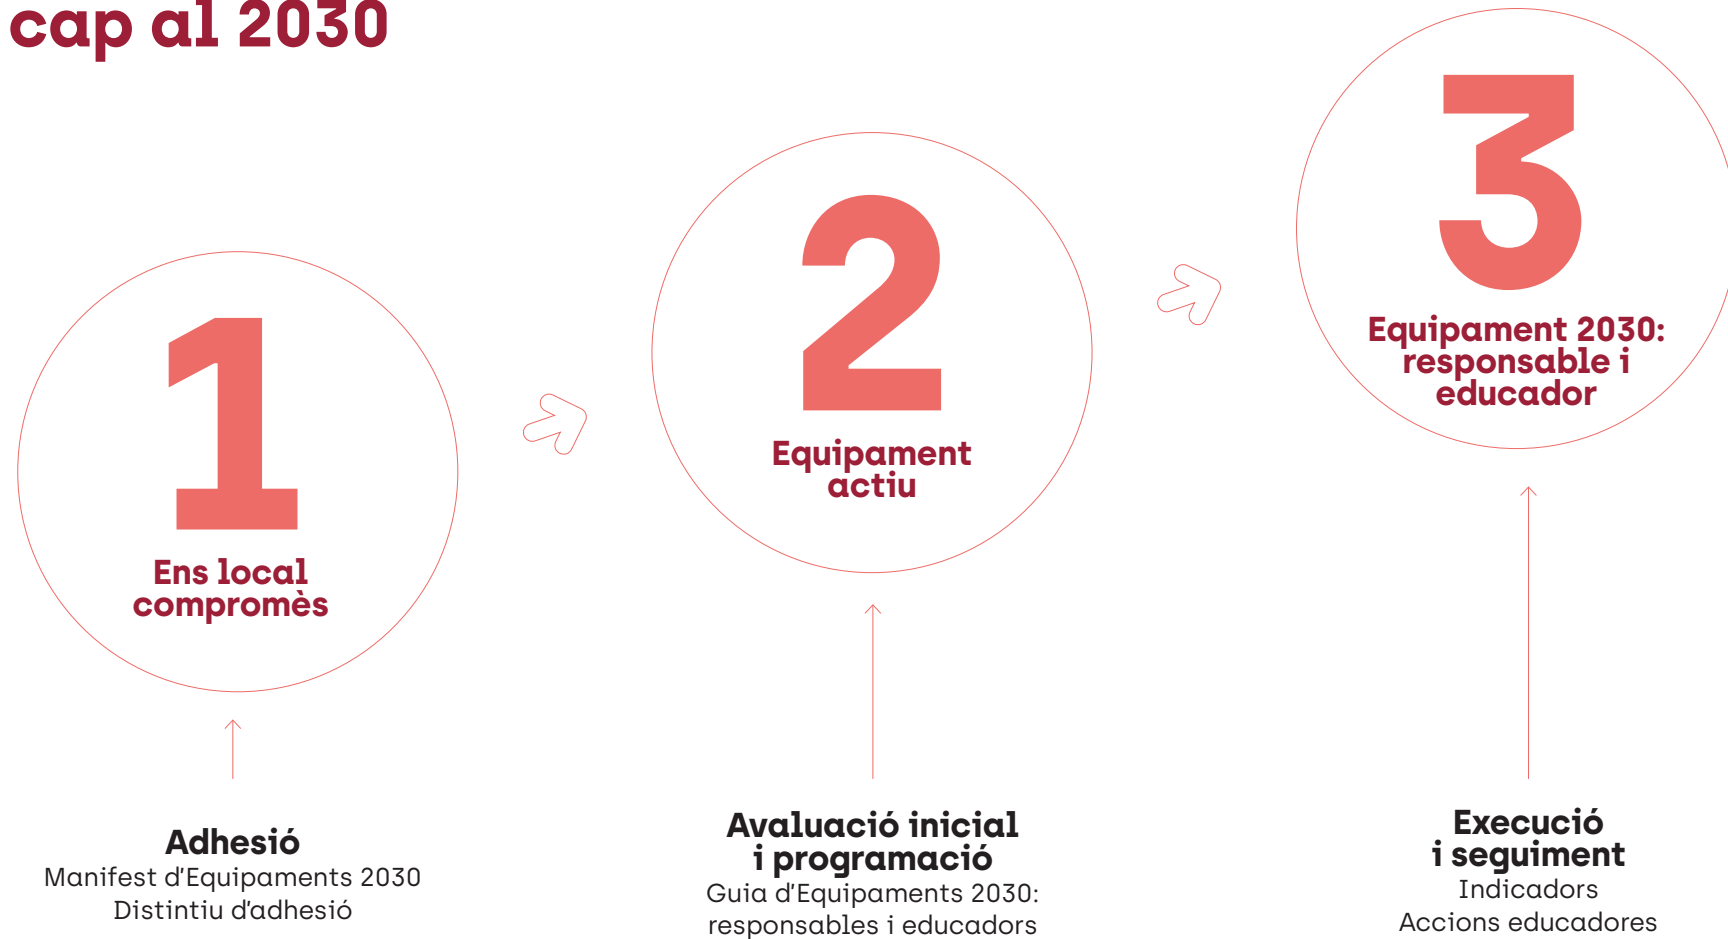 cap al 2030
1
Ens local
compromès
Adhesió
Manifest d'Equipaments 2030
Distintiu d'adhesió
2
Equipament
actiu
Avaluació inicial
i programació
Guia d'Equipaments 2030:
responsables i educadors
3
Equipament 2030:
responsable i
educador
Execució
i seguiment
Indicadors
Accions educadores